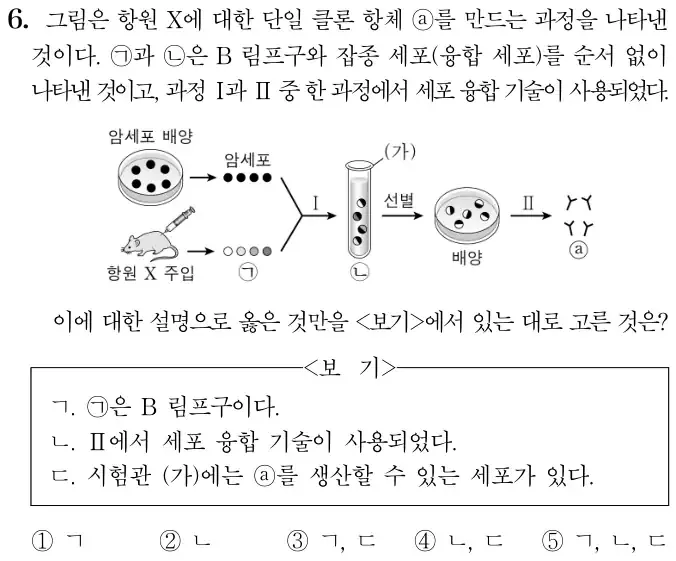 6. 그림은 항원 X에 대한 단일 클론 항체 ⓐ를 만드는 과정을 나타낸
것이다. ㉠과 ㉡은 B 림프구와 잡종 세포(융합 세포)를 순서 없이
나타낸 것이고, 과정 Ⅰ과 Ⅱ 중 한 과정에서 세포 융합 기술이 사용되었다.
암세포 배양
암세포
(가)
Ⅰ
선별
Ⅱ
항원 X 주입
㉠
㉡
배양
ⓐ
이에 대한 설명으로 옳은 것만을 <보기>에서 있는 대로 고른 것은?
<보 기>
ㄱ. ㉠은 B 림프구이다.
ㄴ. Ⅱ에서 세포 융합 기술이 사용되었다.
ㄷ. 시험관 (가)에는 ⓐ를 생산할 수 있는 세포가 있다.
① ㄱ ② ㄴ ③ ㄱ, ㄷ ④ ㄴ, ㄷ ⑤ ㄱ, ㄴ, ㄷ